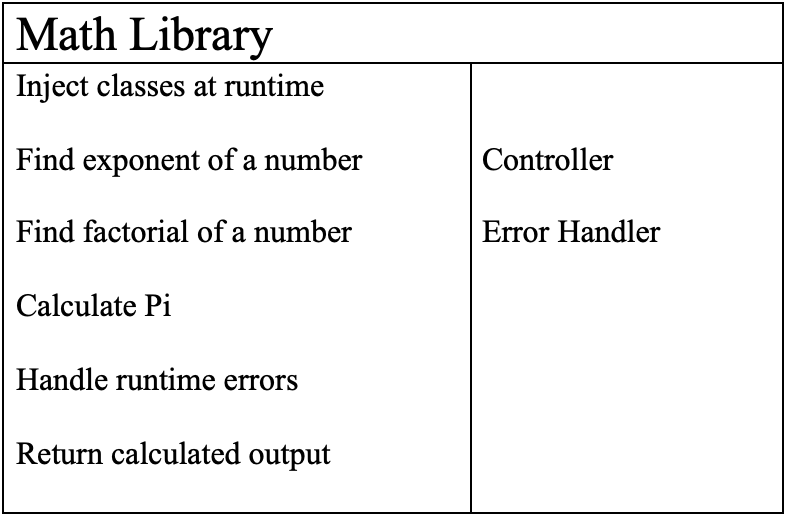 Math Library
Inject classes at runtime
Find exponent of a number
Find factorial of a number
Calculate Pi
Handle runtime errors
Return calculated output
Controller
Error Handler